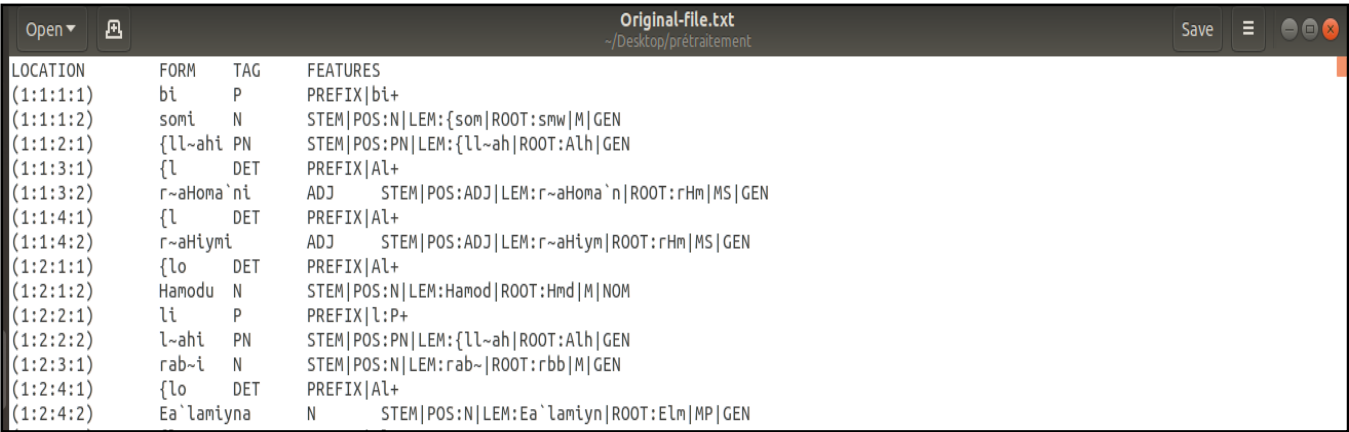 Open Original-file.txt Save
~/Desktop/prétraitement
LOCATION FORM TAG FEATURES
(1:1:1:1) bi P PREFIX|bi+
(1:1:1:2) somi N STEM|POS:N|LEM:{som|ROOT:smw|M|GEN
(1:1:2:1) {ll~ahi PN STEM|POS:PN|LEM:{ll~ah|ROOT:Alh|GEN
(1:1:3:1) {l DET PREFIX|Al+
(1:1:3:2) r~aHoma`ni ADJ STEM|POS:ADJ|LEM:r~aHoma`n|ROOT:rHm|MS|GEN
(1:1:4:1) {l DET PREFIX|Al+
(1:1:4:2) r~aHiymi ADJ STEM|POS:ADJ|LEM:r~aHiym|ROOT:rHm|MS|GEN
(1:2:1:1) {lo DET PREFIX|Al+
(1:2:1:2) Hamodu N STEM|POS:N|LEM:Hamod|ROOT:Hmd|M|NOM
(1:2:2:1) li P PREFIX|l:P+
(1:2:2:2) l~ahi PN STEM|POS:PN|LEM:{ll~ah|ROOT:Alh|GEN
(1:2:3:1) rab~i N STEM|POS:N|LEM:rab~|ROOT:rbb|M|GEN
(1:2:4:1) {lo DET PREFIX|Al+
(1:2:4:2) Ea`lamiyna N STEM|POS:N|LEM:Ea`lamiyn|ROOT:Elm|MP|GEN